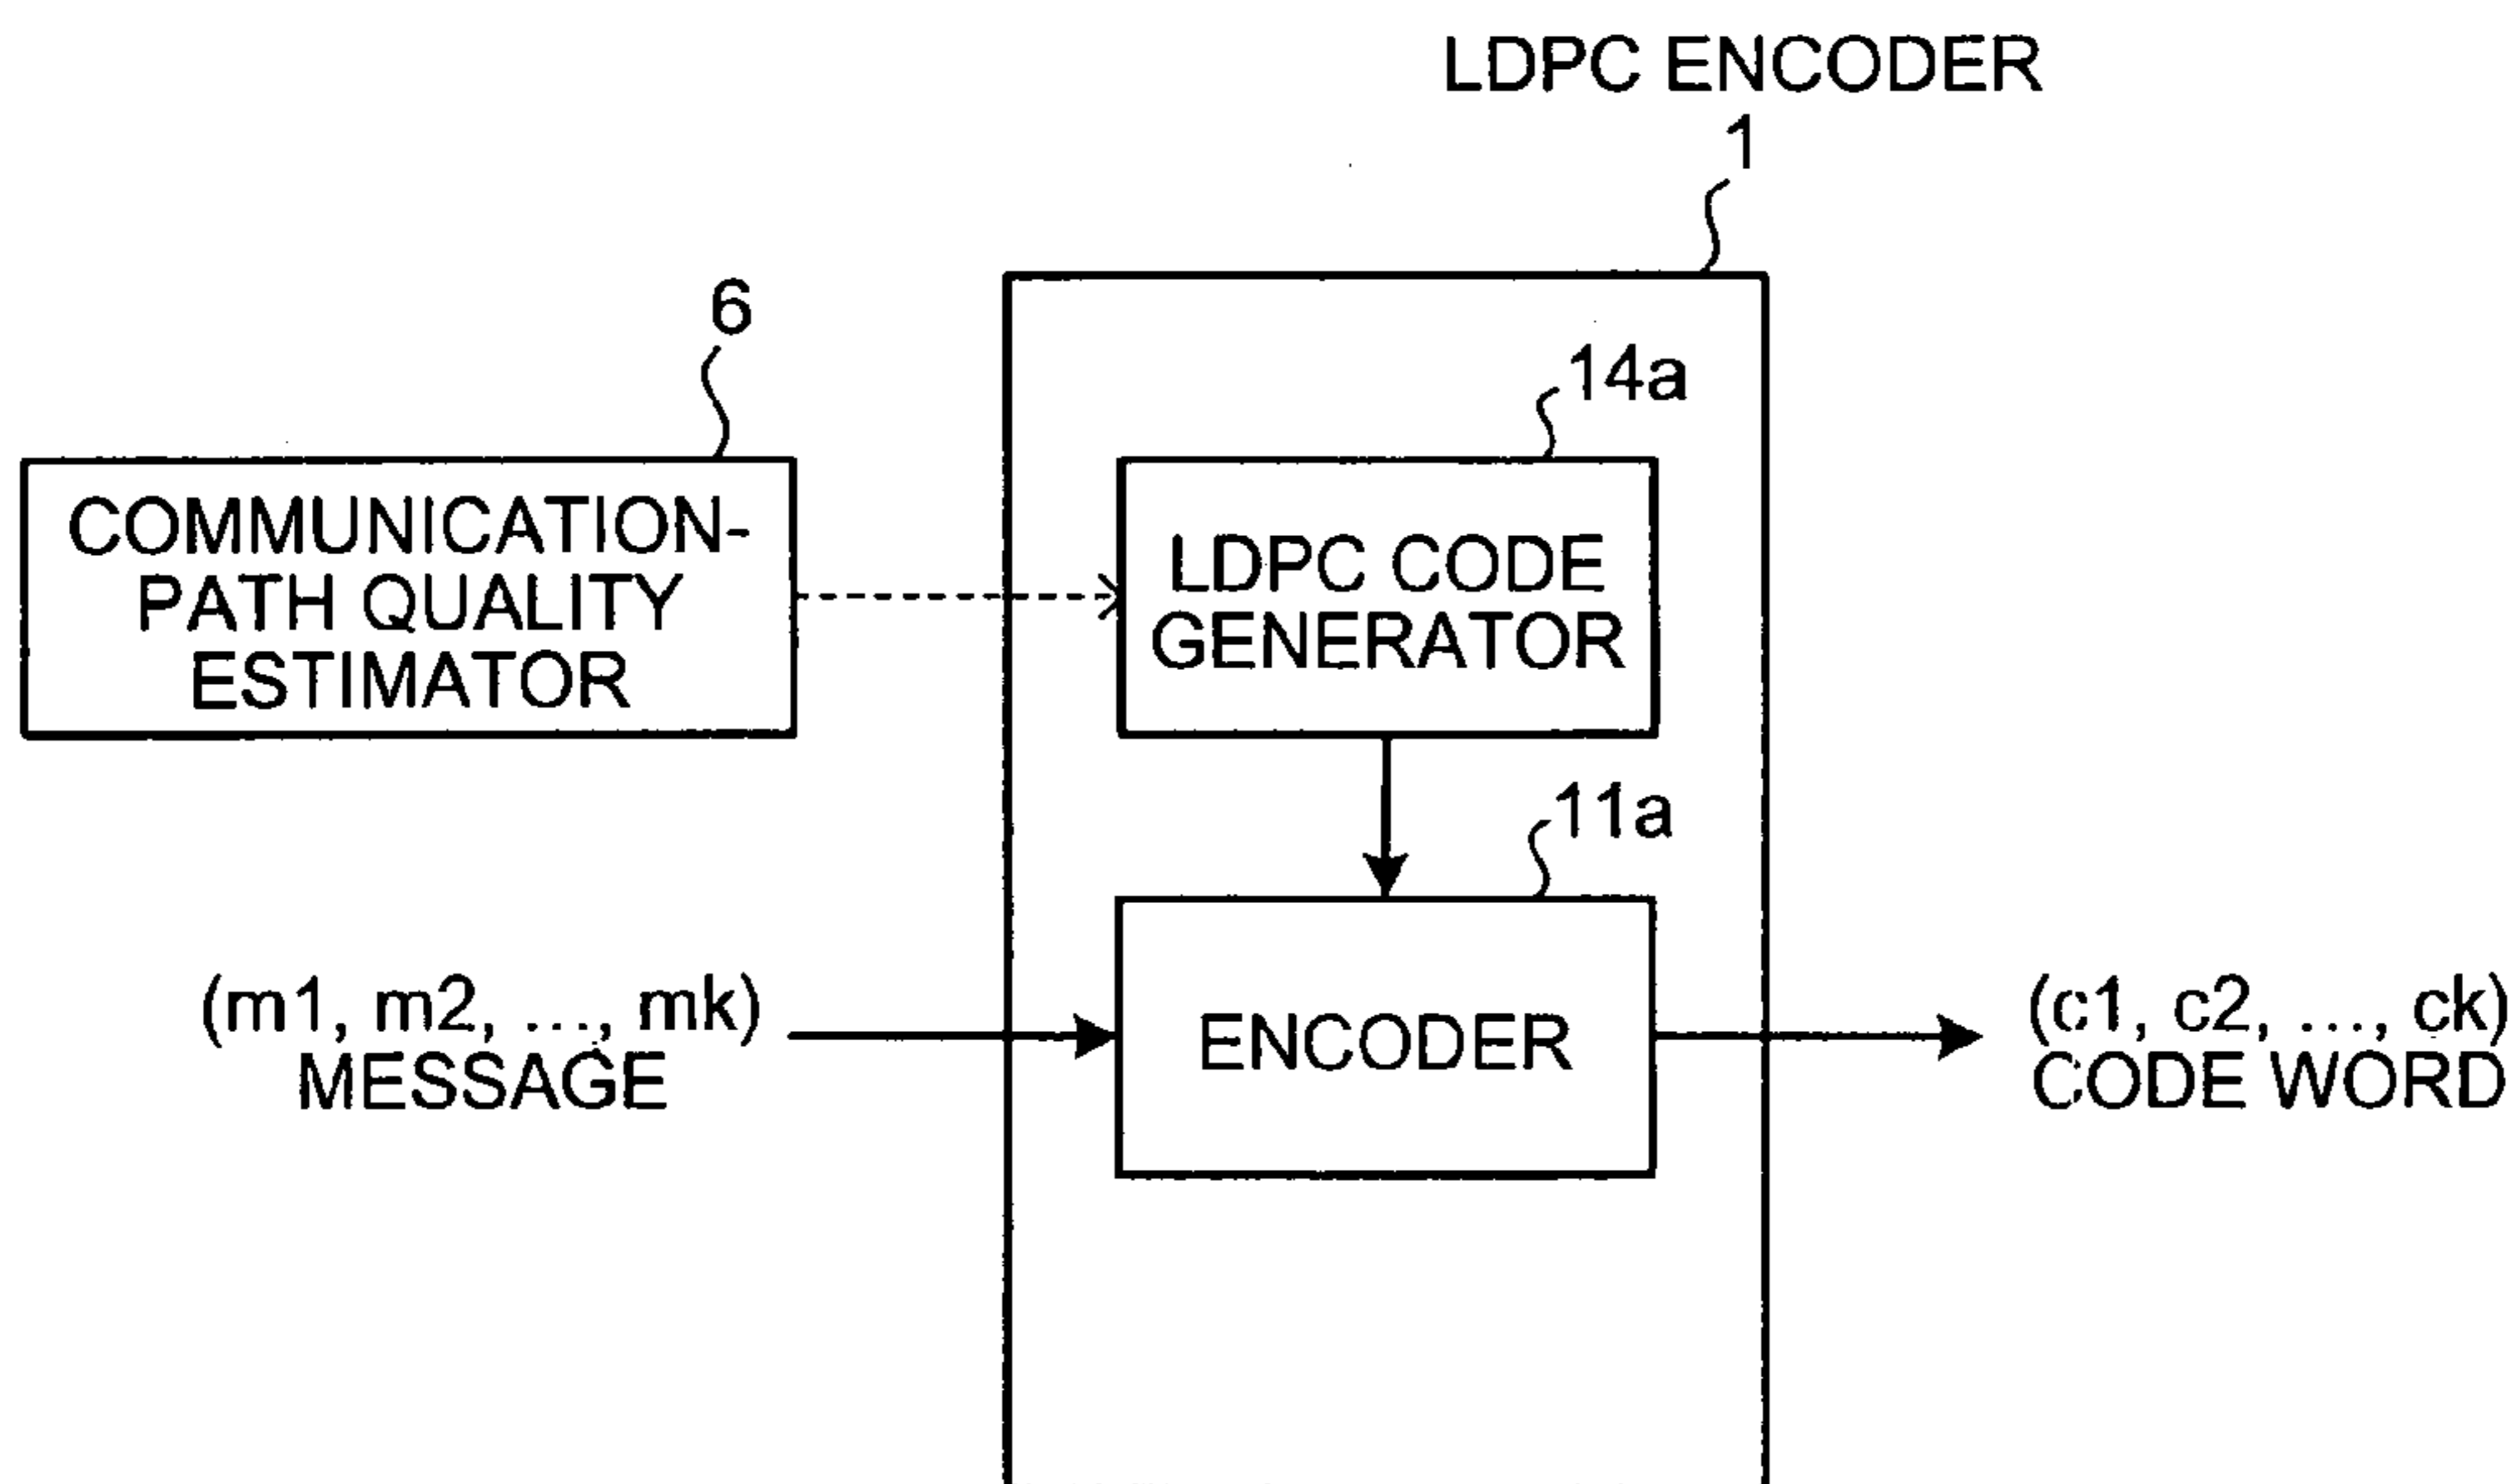 LDPC ENCODER
1
6
14a
COMMUNICATION-
PATH QUALITY
ESTIMATOR
LDPC CODE
GENERATOR
11a
(m1, m2, ..., mk)
MESSAGE
ENCODER
(c1, c2, ..., ck)
CODE WORD